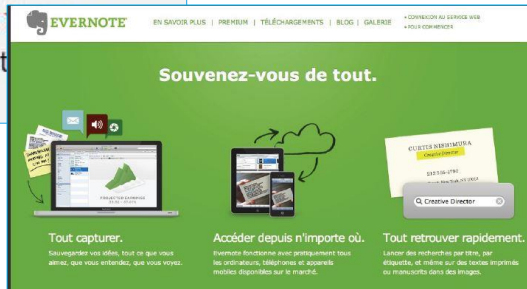 EVERNOTE
EN SAVOIR PLUS | PREMIUM | TÉLÉCHARGEMENTS | BLOG | GALERIE
• CONNEXION AU SERVICE WEB
• POUR COMMENCER
t
Souvenez-vous de tout.
CURTIS NISHIMURA
Creative Director
Creative Director
Tout capturer.
Sauvegardez vos idées, tout ce que vous
aimez, que vous entendez, que vous voyez.
Accéder depuis n'importe où.
Evernote fonctionne avec pratiquement tous
les ordinateurs, téléphones et appareils
mobiles disponibles sur le marché.
Tout retrouver rapidement.
Lancer des recherches par titre, par
étiquette, et même sur des textes imprimés
ou manuscrits dans des images.